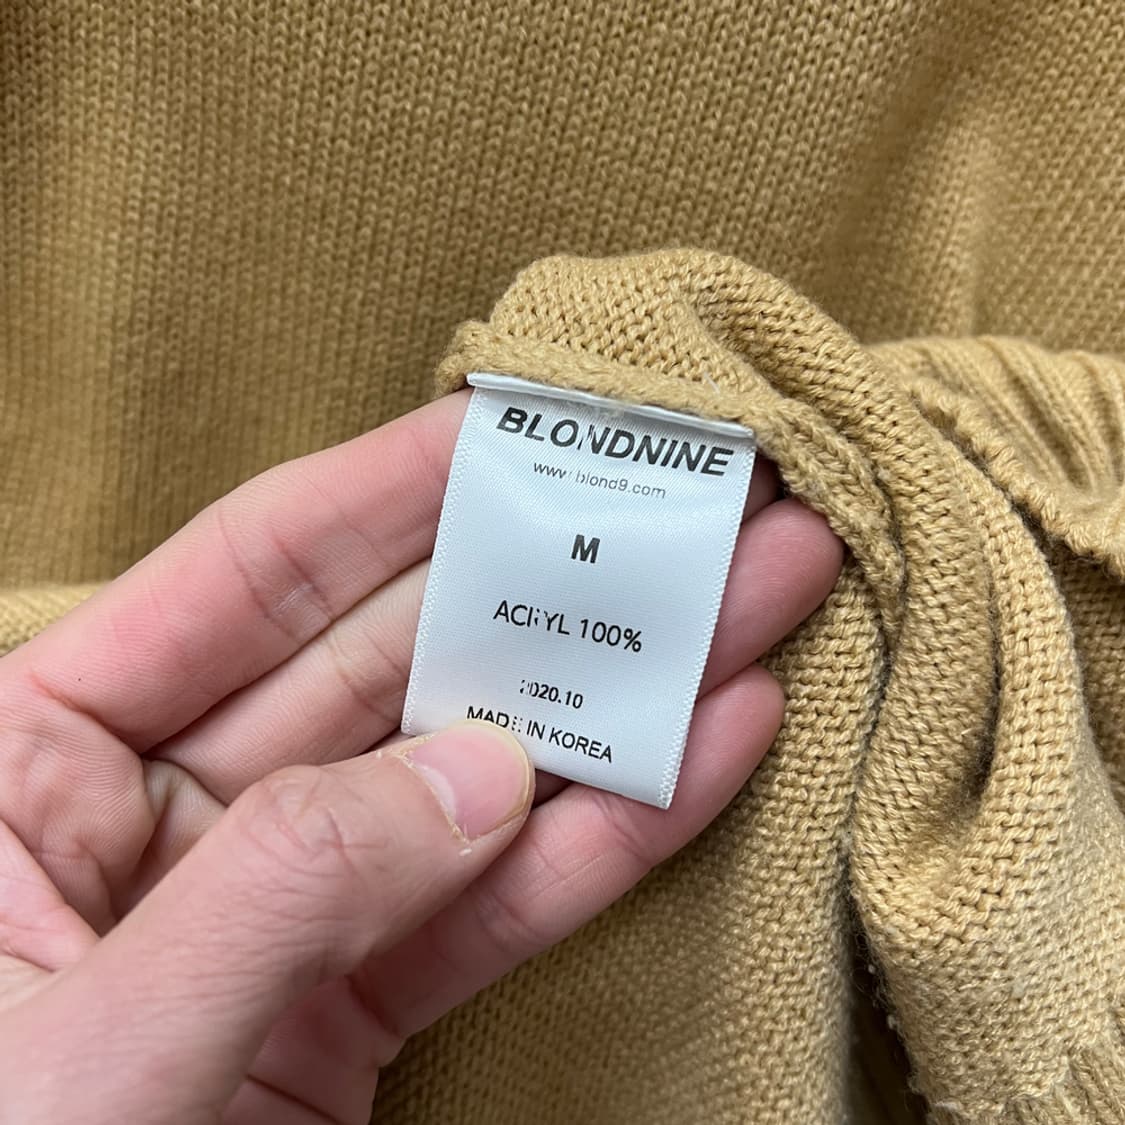 BLONDNINE
www.blond9.com
M
ACRYL 100%
2020.10
MADE IN KOREA